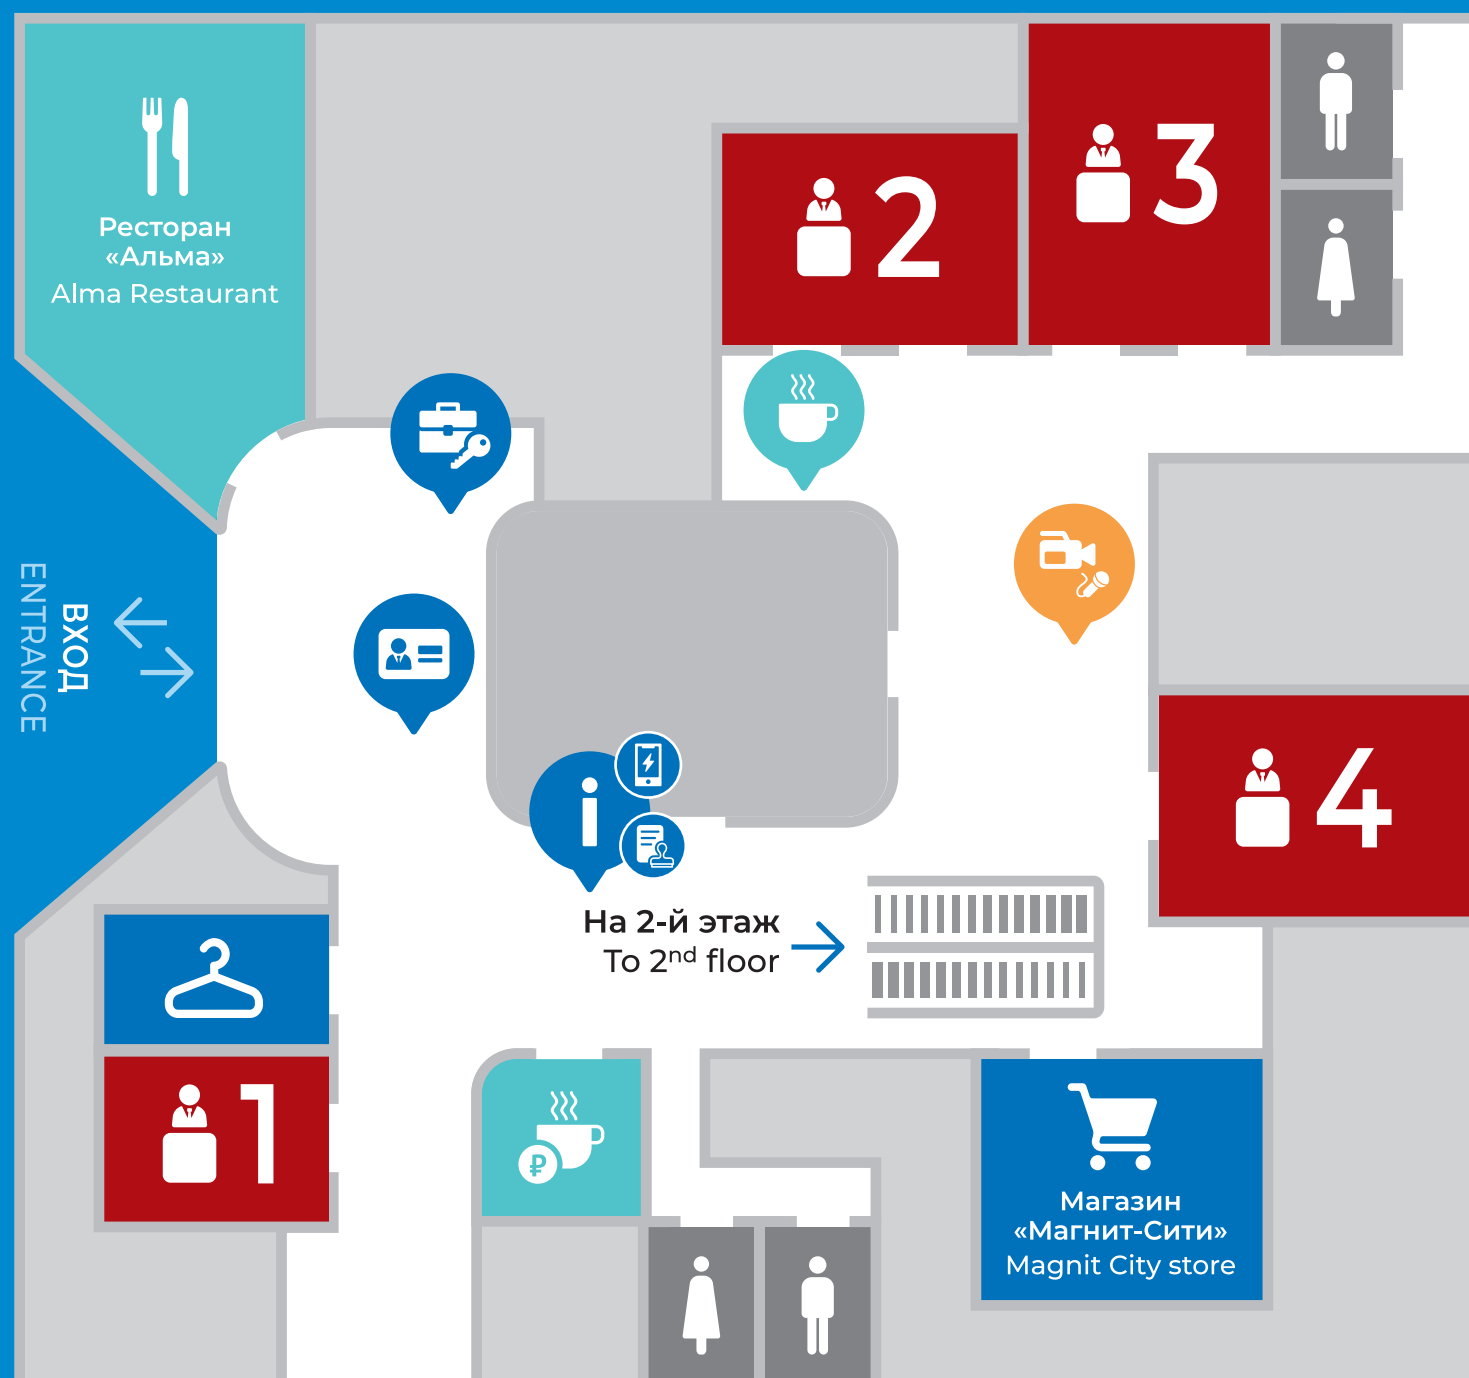 Ресторан
«Альма»
Alma Restaurant
2
3
ВХОД
ENTRANCE
i
4
На 2-й этаж
To 2nd floor
1
₽
Магазин
«Магнит-Сити»
Magnit City store